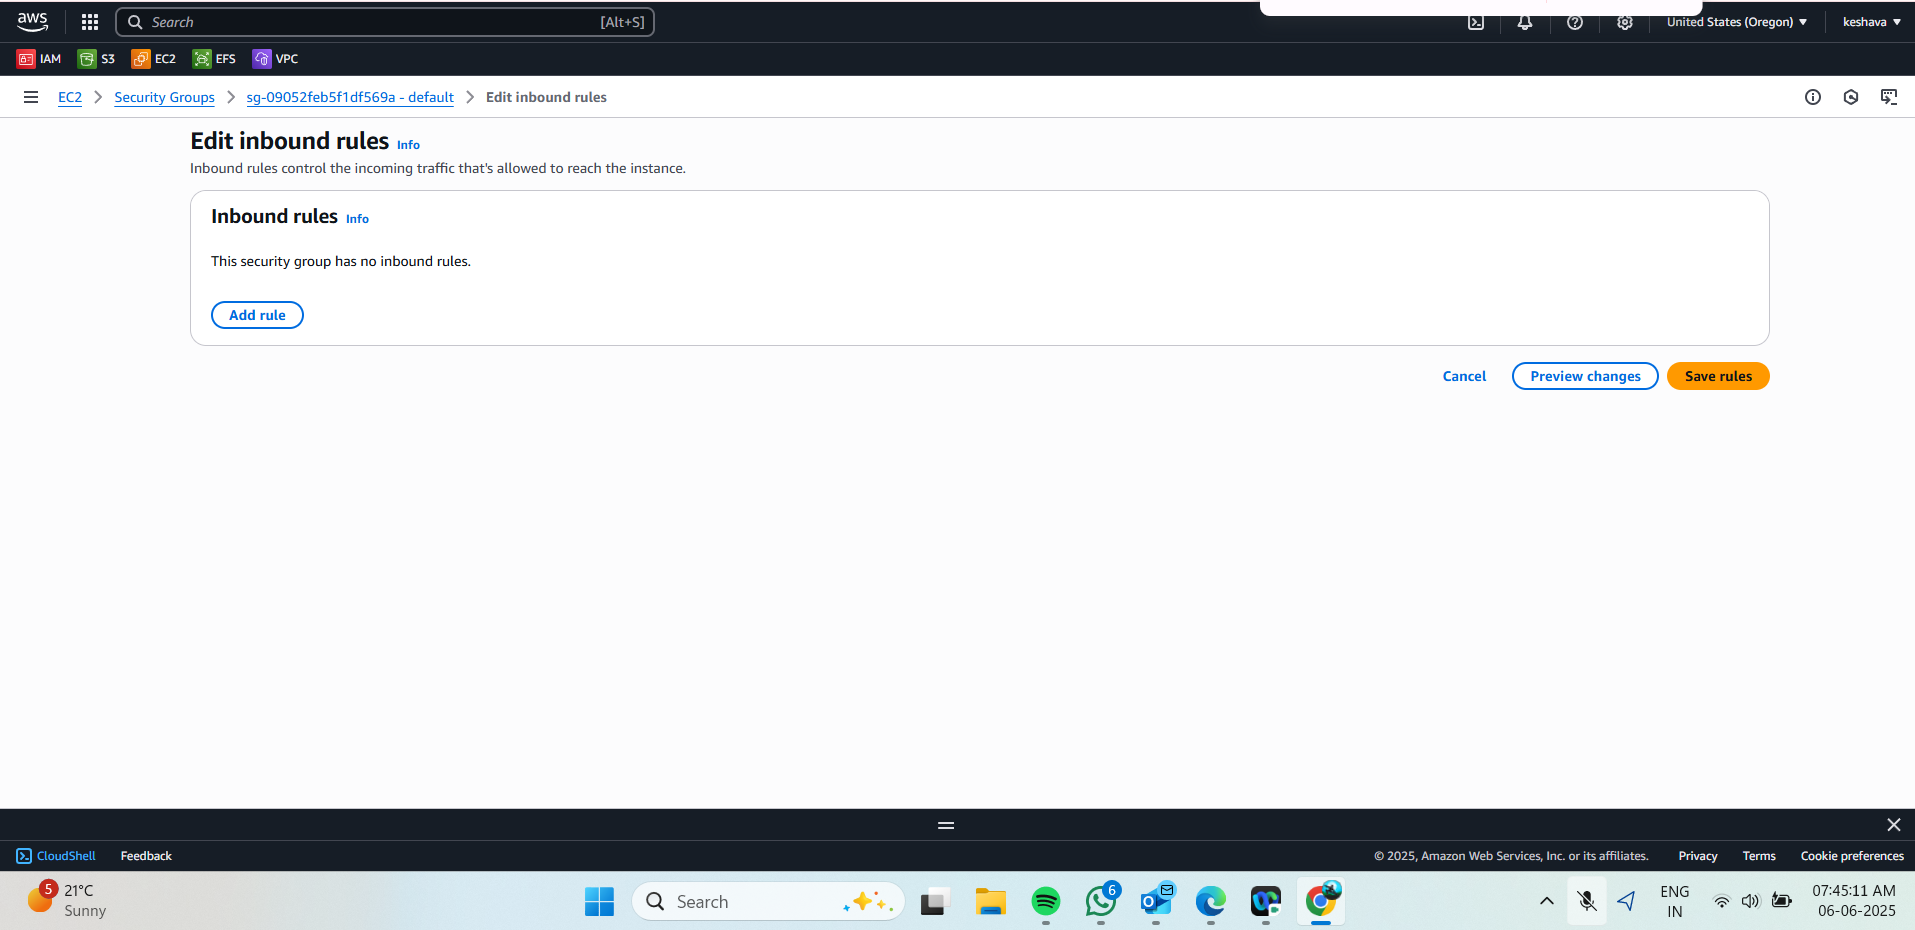 aws
Search
[Alt+S]
United States (Oregon)
keshava
IAM
S3
EC2
EFS
VPC
EC2
Security Groups
sg-09052feb5f1df569a - default
Edit inbound rules
Edit inbound rules Info
Inbound rules control the incoming traffic that's allowed to reach the instance.
Inbound rules Info
This security group has no inbound rules.
Add rule
Cancel
Preview changes
Save rules
CloudShell
Feedback
© 2025, Amazon Web Services, Inc. or its affiliates.
Privacy
Terms
Cookie preferences
5
21°C
Sunny
Search
6
ENG
IN
07:45:11 AM
06-06-2025